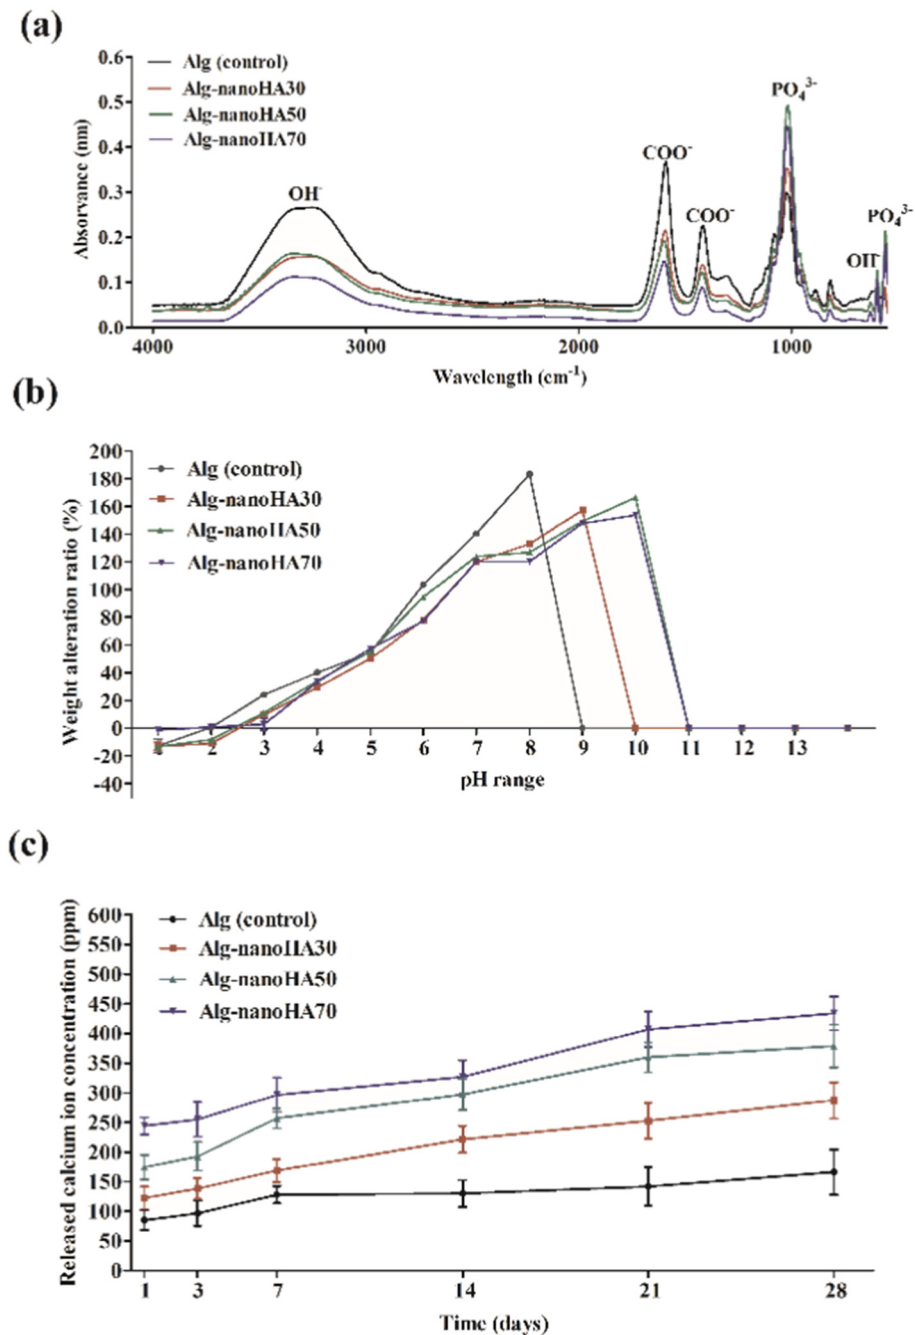 (a)
Absorvance (nm)
0.6
0.5
0.4
0.3
0.2
0.1
0.0
Alg (control)
Alg-nanoHA30
Alg-nanoHA50
Alg-nanoHA70
OH-
COO-
COO-
PO43-
OH-
PO43-
4000
3000
2000
1000
Wavelength (cm-1)
(b)
Weight alteration ratio (%)
200
180
160
140
120
100
80
60
40
20
0
-20
-40
Alg (control)
Alg-nanoHA30
Alg-nanoHA50
Alg-nanoHA70
1 2 3 4 5 6 7 8 9 10 11 12 13
pH range
(c)
Released calcium ion concentration (ppm)
600
550
500
450
400
350
300
250
200
150
100
50
0
Alg (control)
Alg-nanoHA30
Alg-nanoHA50
Alg-nanoHA70
1 3 7 14 21 28
Time (days)